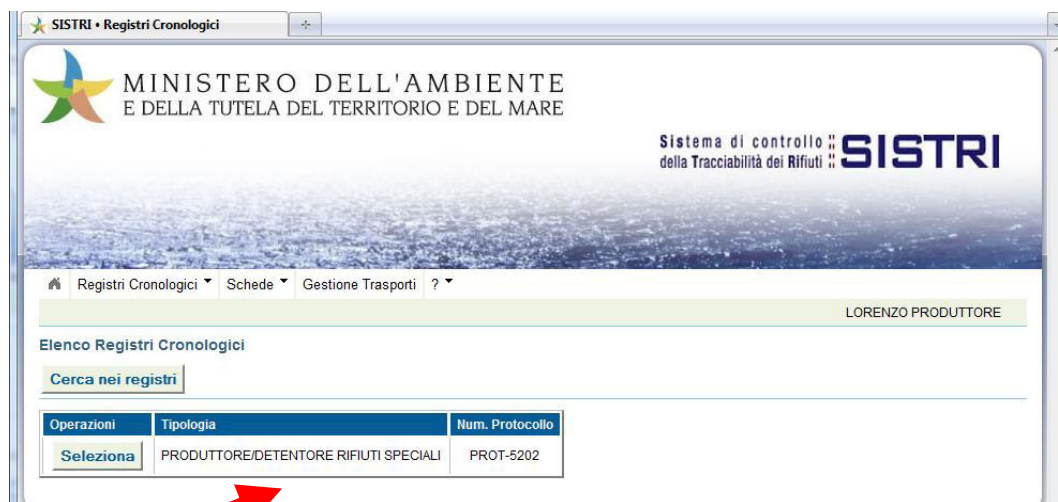 SISTRI • Registri Cronologici
MINISTERO DELL'AMBIENTE
E DELLA TUTELA DEL TERRITORIO E DEL MARE
Sistema di controllo
della Tracciabilità dei Rifiuti
SISTRI
Registri Cronologici Schede Gestione Trasporti ?
LORENZO PRODUTTORE
Elenco Registri Cronologici
Cerca nei registri
Operazioni Tipologia Num. Protocollo
Seleziona PRODUTTORE/DETENTORE RIFIUTI SPECIALI PROT-5202